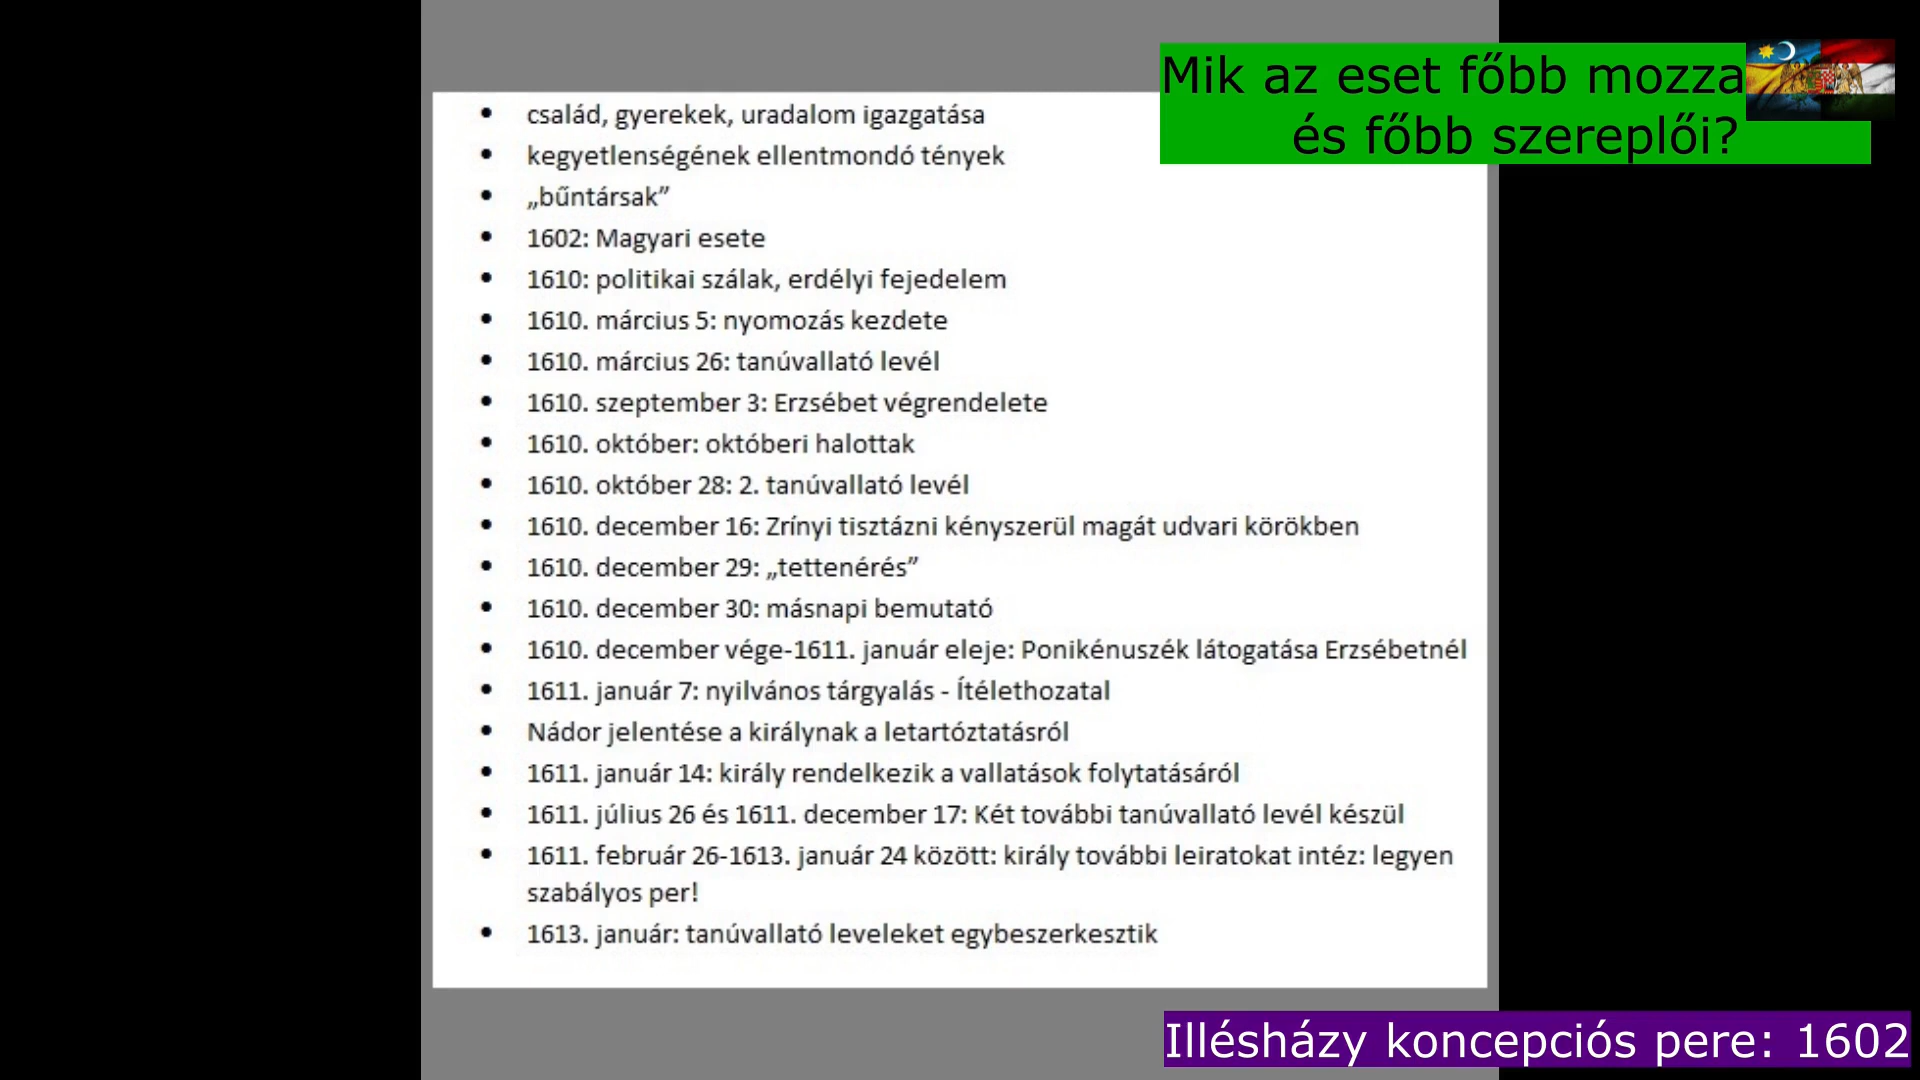 Mik az eset főbb mozza
és főbb szereplői?
• család, gyerekek, uradalom igazgatása
• kegyetlenségének ellentmondó tények
• „bűntársak”
• 1602: Magyari esete
• 1610: politikai szálak, erdélyi fejedelem
• 1610. március 5: nyomozás kezdete
• 1610. március 26: tanúvallató levél
• 1610. szeptember 3: Erzsébet végrendelete
• 1610. október: októberi halottak
• 1610. október 28: 2. tanúvallató levél
• 1610. december 16: Zrínyi tisztázni kényszerül magát udvari körökben
• 1610. december 29: „tettenérés”
• 1610. december 30: másnapi bemutató
• 1610. december vége-1611. január eleje: Ponikénuszék látogatása Erzsébetnél
• 1611. január 7: nyilvános tárgyalás - Ítélethozatal
• Nádor jelentése a királynak a letartóztatásról
• 1611. január 14: király rendelkezik a vallatások folytatásáról
• 1611. július 26 és 1611. december 17: Két további tanúvallató levél készül
• 1611. február 26-1613. január 24 között: király további leiratokat intéz: legyen
szabályos per!
• 1613. január: tanúvallató leveleket egybeszerkesztik
Illésházy koncepciós pere: 1602